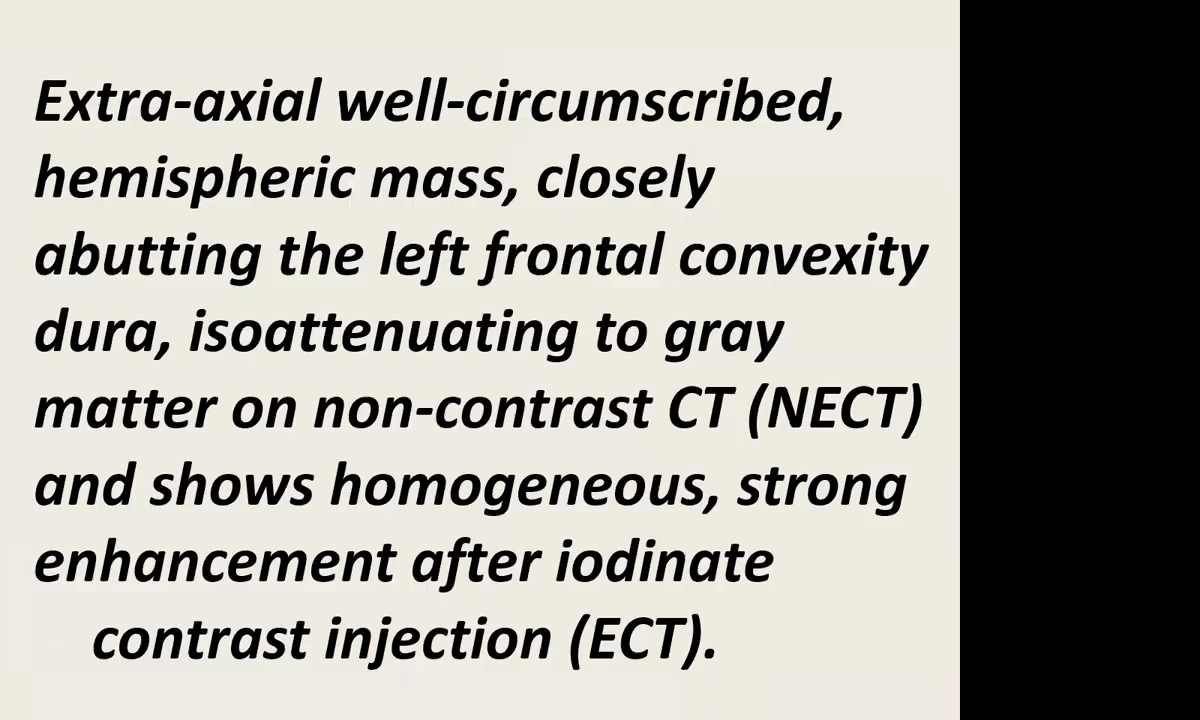 Extra-axial well-circumscribed,
hemispheric mass, closely
abutting the left frontal convexity
dura, isoattenuating to gray
matter on non-contrast CT (NECT)
and shows homogeneous, strong
enhancement after iodinate
contrast injection (ECT).